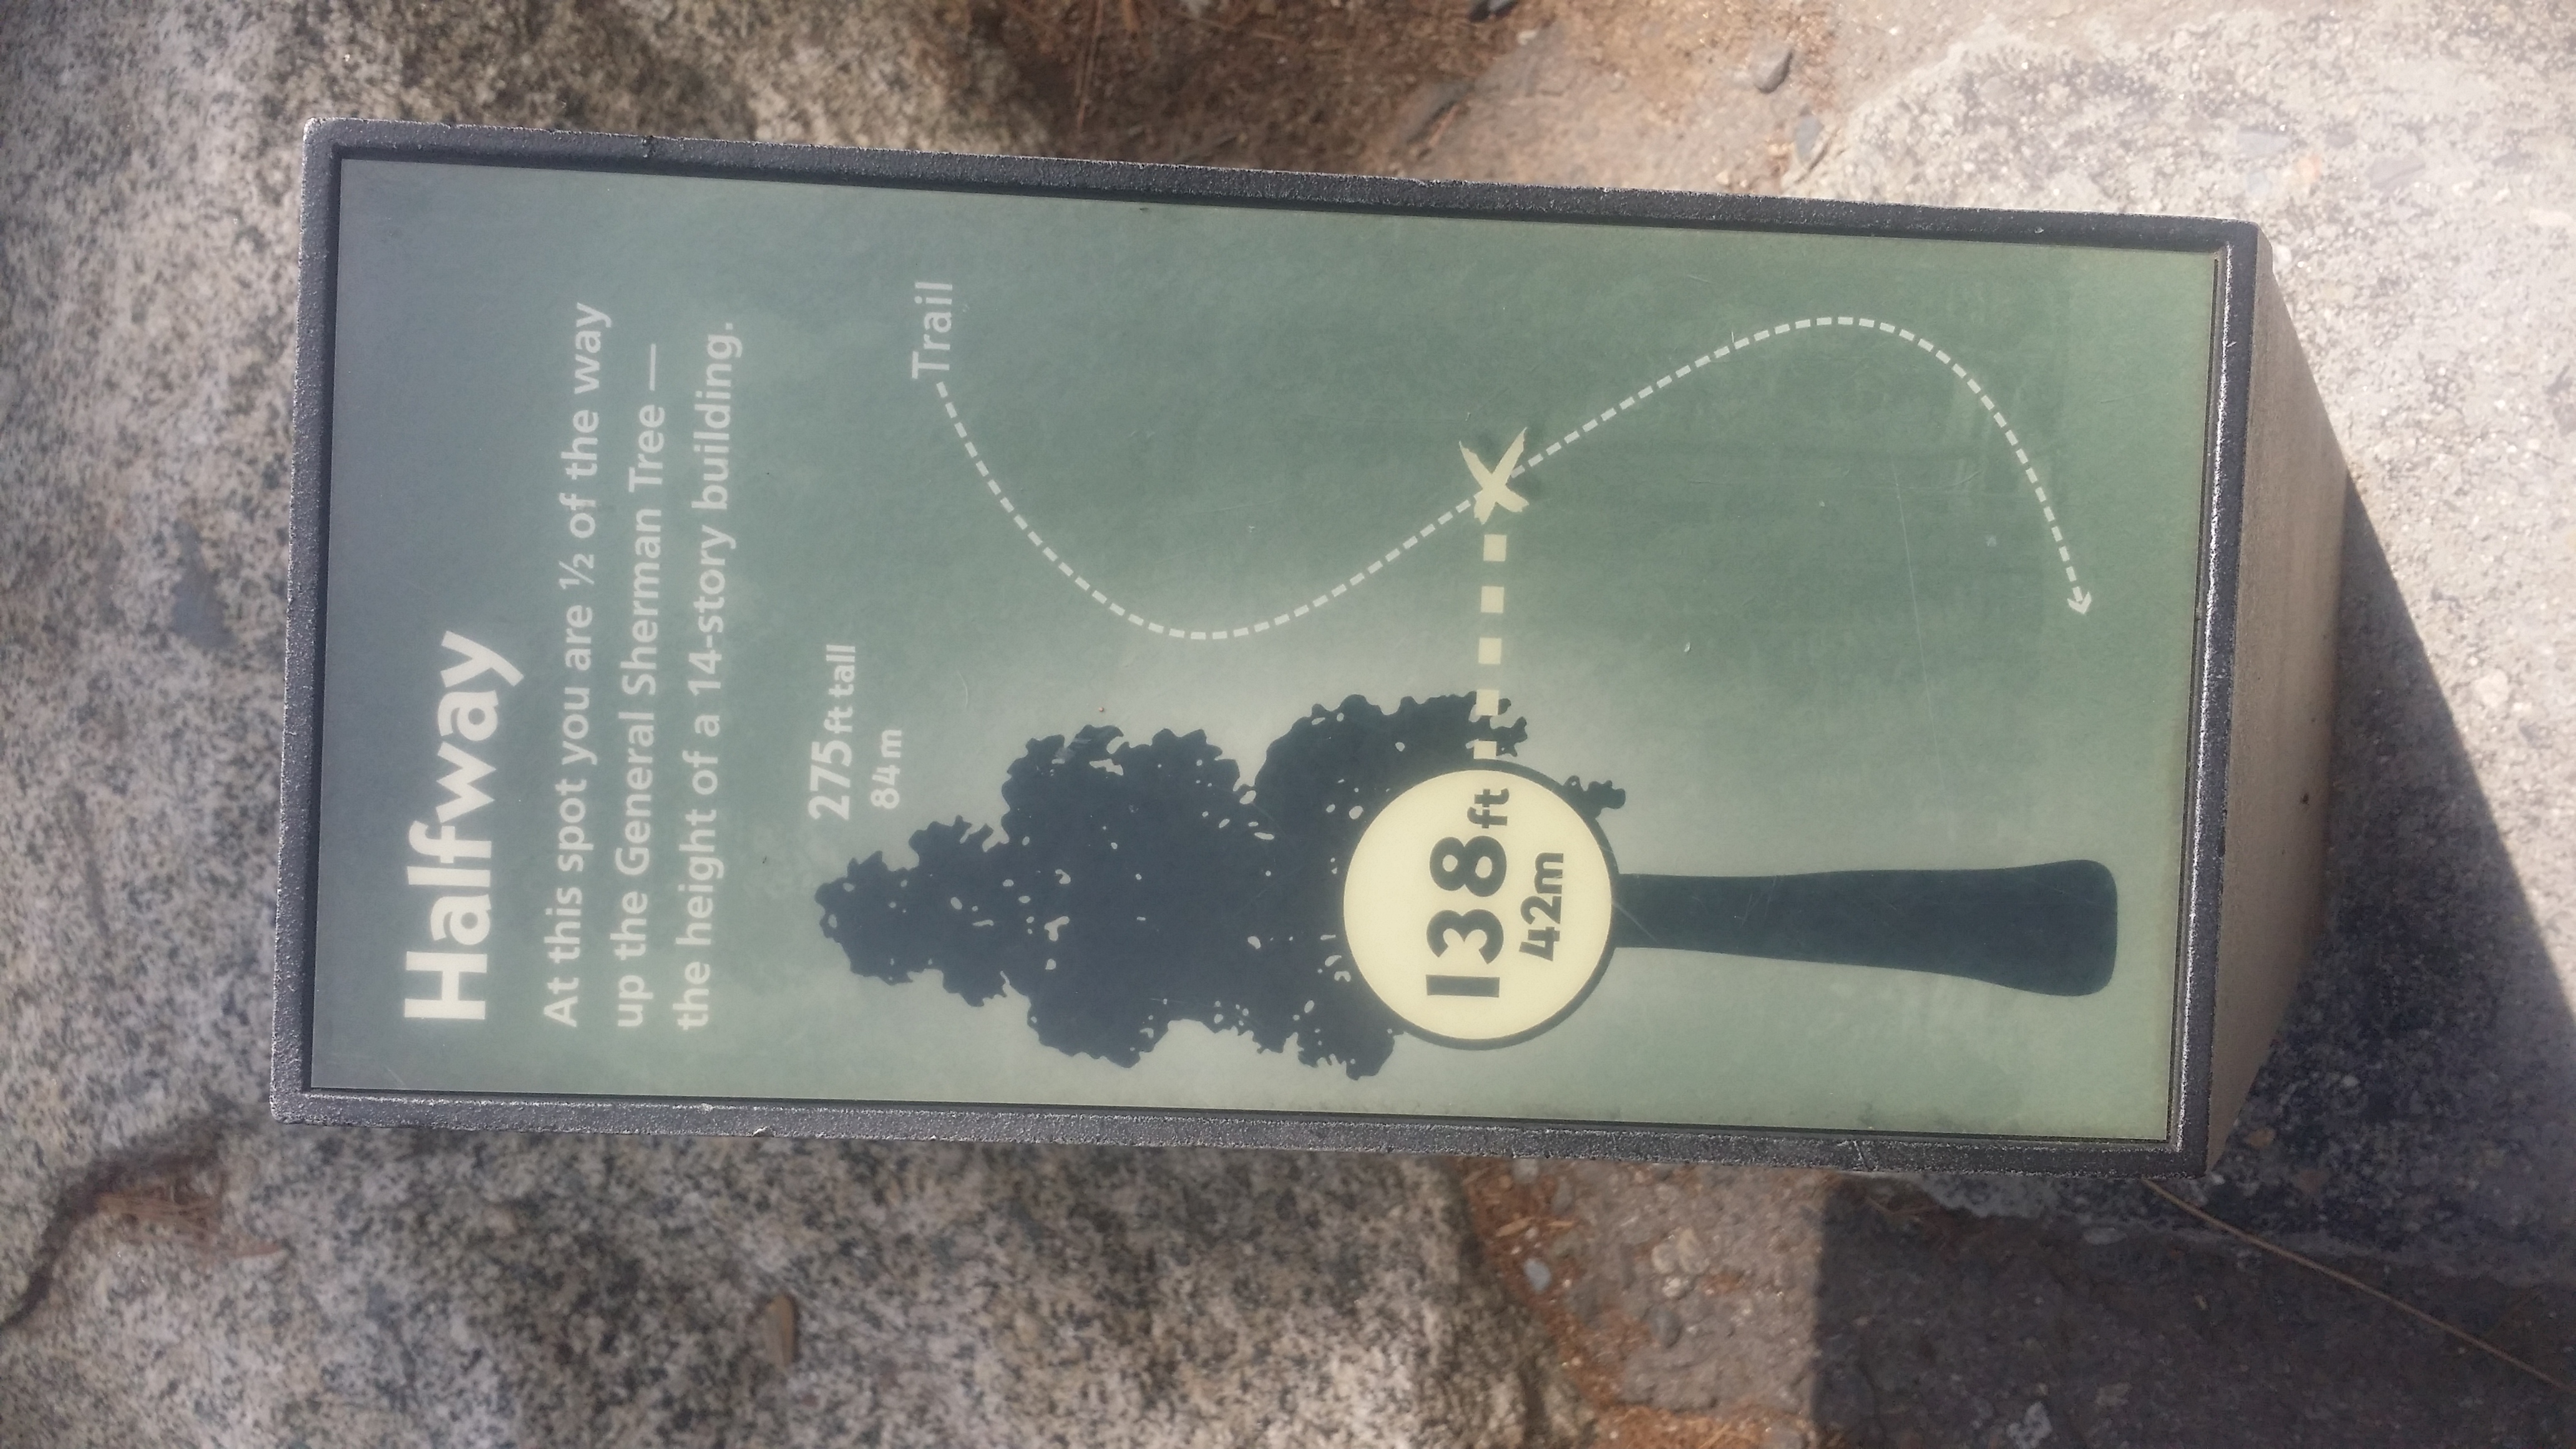 Halfway
At this spot you are ½ of the way
up the General Sherman Tree —
the height of a 14-story building.
275 ft tall
84 m
Trail
138 ft
42m